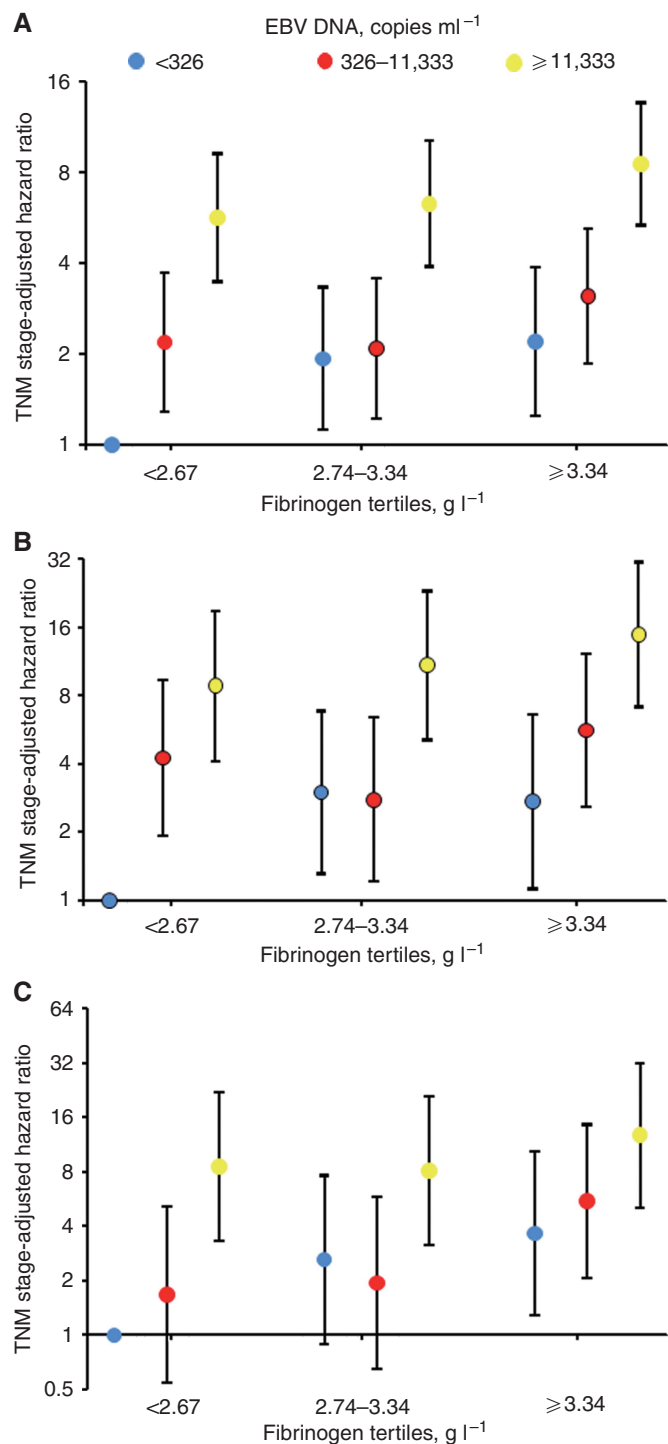 A
EBV DNA, copies ml⁻¹
<326 326–11,333 ⩾11,333
TNM stage-adjusted hazard ratio
16
8
4
2
1
<2.67 2.74–3.34 ⩾3.34
Fibrinogen tertiles, g l⁻¹
B
TNM stage-adjusted hazard ratio
32
16
8
4
2
1
<2.67 2.74–3.34 ⩾3.34
Fibrinogen tertiles, g l⁻¹
C
TNM stage-adjusted hazard ratio
64
32
16
8
4
2
1
0.5
<2.67 2.74–3.34 ⩾3.34
Fibrinogen tertiles, g l⁻¹